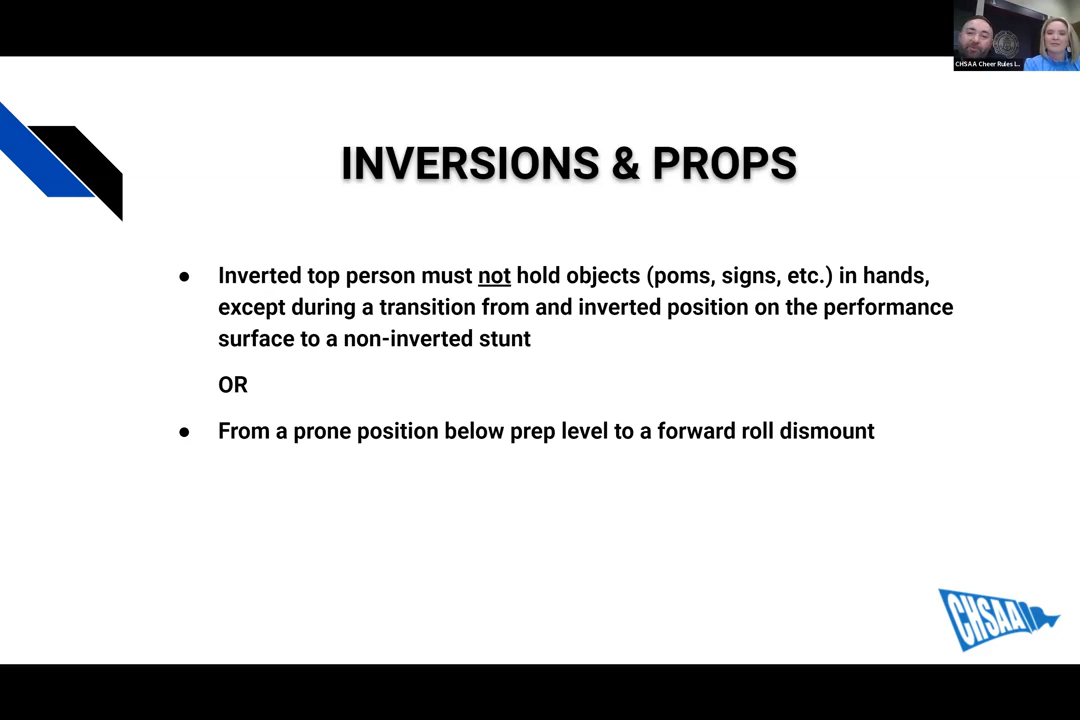 CHSAA Cheer Rules L..
INVERSIONS & PROPS
● Inverted top person must not hold objects (poms, signs, etc.) in hands,
except during a transition from and inverted position on the performance
surface to a non-inverted stunt
OR
● From a prone position below prep level to a forward roll dismount
CHSAA